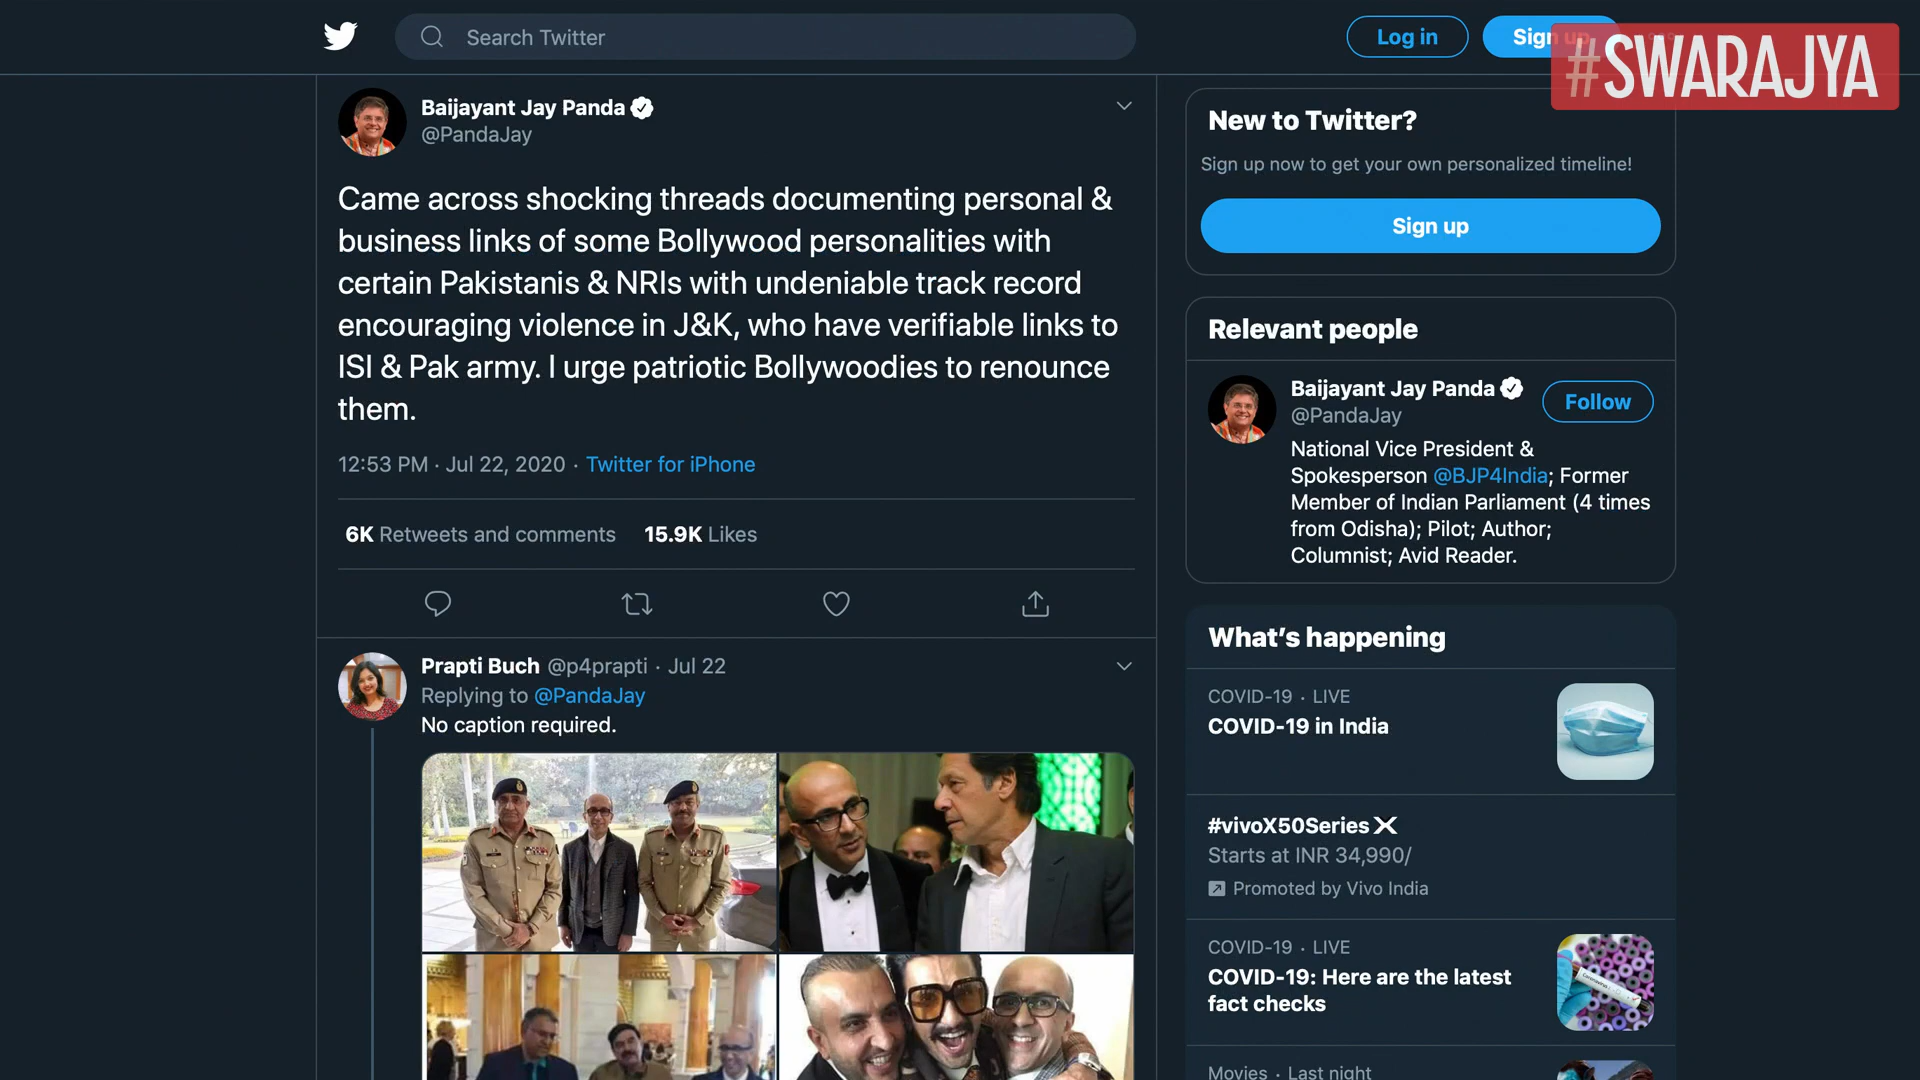 Search Twitter
Log in
Sign up
#SWARAJYA
Baijayant Jay Panda
@PandaJay
Came across shocking threads documenting personal &
business links of some Bollywood personalities with
certain Pakistanis & NRIs with undeniable track record
encouraging violence in J&K, who have verifiable links to
ISI & Pak army. I urge patriotic Bollywoodies to renounce
them.
12:53 PM · Jul 22, 2020 · Twitter for iPhone
6K Retweets and comments 15.9K Likes
Prapti Buch @p4prapti · Jul 22
Replying to @PandaJay
No caption required.
New to Twitter?
Sign up now to get your own personalized timeline!
Sign up
Relevant people
Baijayant Jay Panda
@PandaJay
Follow
National Vice President &
Spokesperson @BJP4India; Former
Member of Indian Parliament (4 times
from Odisha); Pilot; Author;
Columnist; Avid Reader.
What's happening
COVID-19 · LIVE
COVID-19 in India
#vivoX50Series
Starts at INR 34,990/
Promoted by Vivo India
COVID-19 · LIVE
COVID-19: Here are the latest
fact checks
Movies · Last night